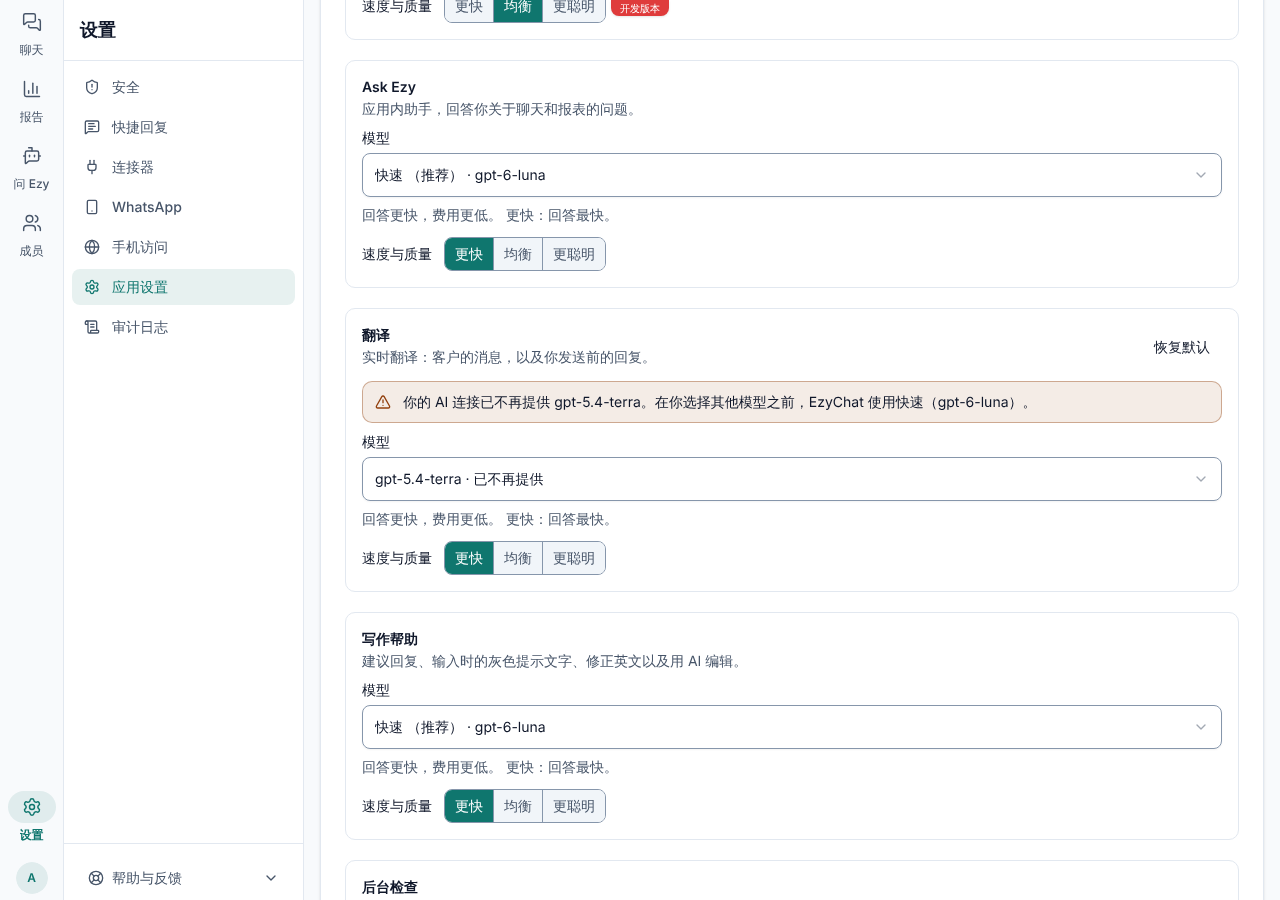 聊天
报告
问 Ezy
成员
设置
A
设置
安全
快捷回复
连接器
WhatsApp
手机访问
应用设置
审计日志
帮助与反馈
速度与质量 更快 均衡 更聪明 开发版本
Ask Ezy
应用内助手，回答你关于聊天和报表的问题。
模型
快速 （推荐） · gpt-6-luna
回答更快，费用更低。 更快：回答最快。
速度与质量 更快 均衡 更聪明
翻译
实时翻译：客户的消息，以及你发送前的回复。
恢复默认
你的 AI 连接已不再提供 gpt-5.4-terra。在你选择其他模型之前，EzyChat 使用快速（gpt-6-luna）。
模型
gpt-5.4-terra · 已不再提供
回答更快，费用更低。 更快：回答最快。
速度与质量 更快 均衡 更聪明
写作帮助
建议回复、输入时的灰色提示文字、修正英文以及用 AI 编辑。
模型
快速 （推荐） · gpt-6-luna
回答更快，费用更低。 更快：回答最快。
速度与质量 更快 均衡 更聪明
后台检查